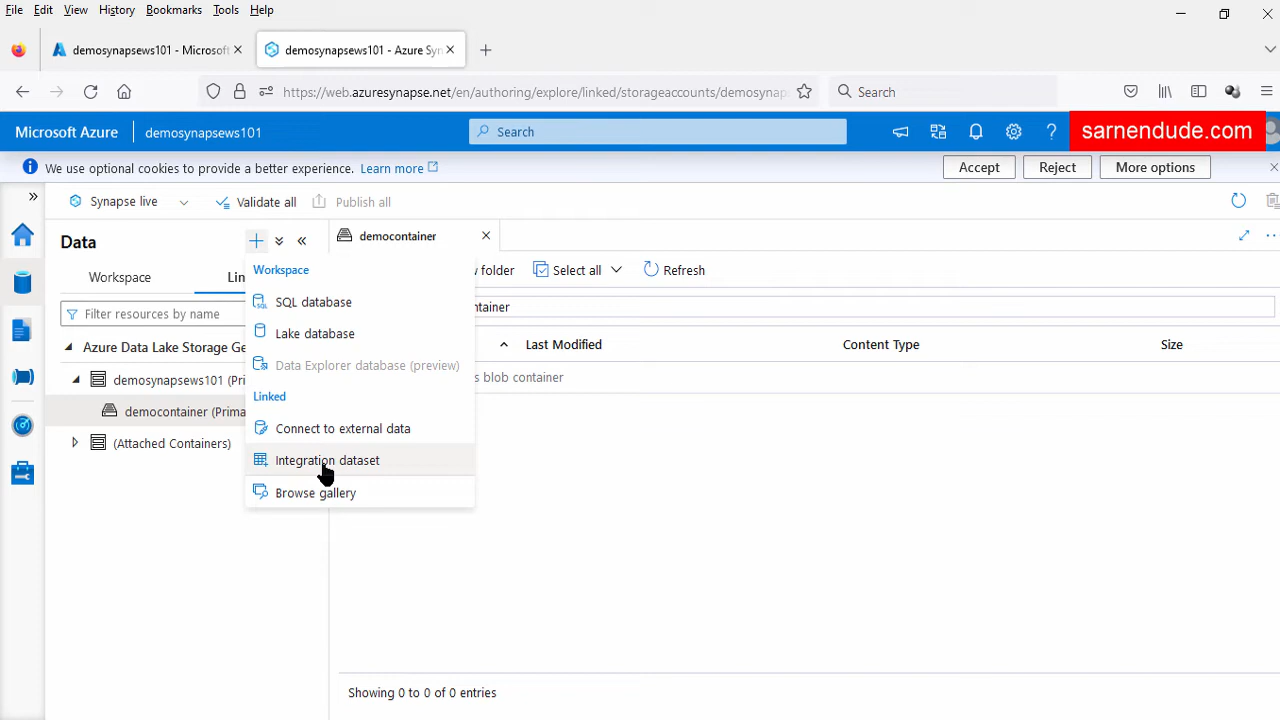 File Edit View History Bookmarks Tools Help
demosynapsews101 - Microsoft
demosynapsews101 - Azure Syn
https://web.azuresynapse.net/en/authoring/explore/linked/storageaccounts/demosynap
Search
Microsoft Azure
demosynapsews101
Search
sarnendude.com
We use optional cookies to provide a better experience. Learn more
Accept
Reject
More options
Synapse live
Validate all
Publish all
Data
democontainer
Workspace
Lin
Filter resources by name
Azure Data Lake Storage Ge
demosynapsews101 (Pri
democontainer (Prima
(Attached Containers)
Workspace
SQL database
Lake database
Data Explorer database (preview)
Linked
Connect to external data
Integration dataset
Browse gallery
w folder
Select all
Refresh
ntainer
Last Modified
Content Type
Size
s blob container
Showing 0 to 0 of 0 entries